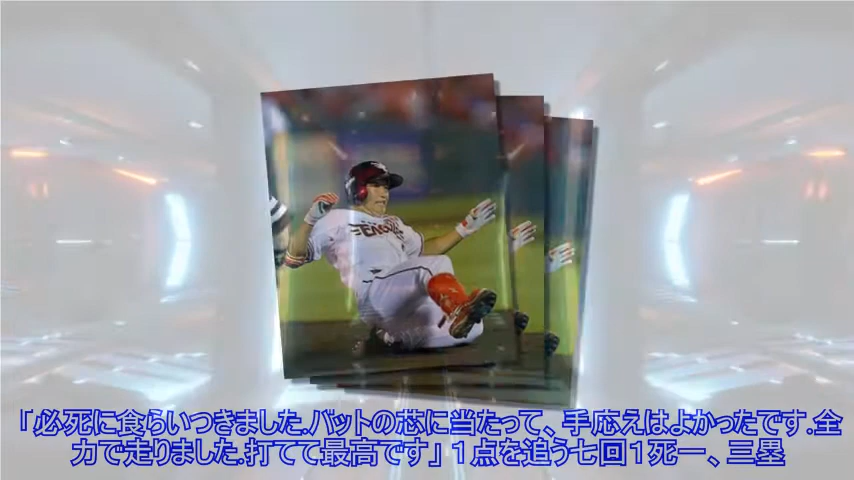 EAGLES
「必死に食らいつきました.バットの芯に当たって、手応えはよかったです.全
力で走りました.打てて最高です」１点を追う七回１死一、三塁